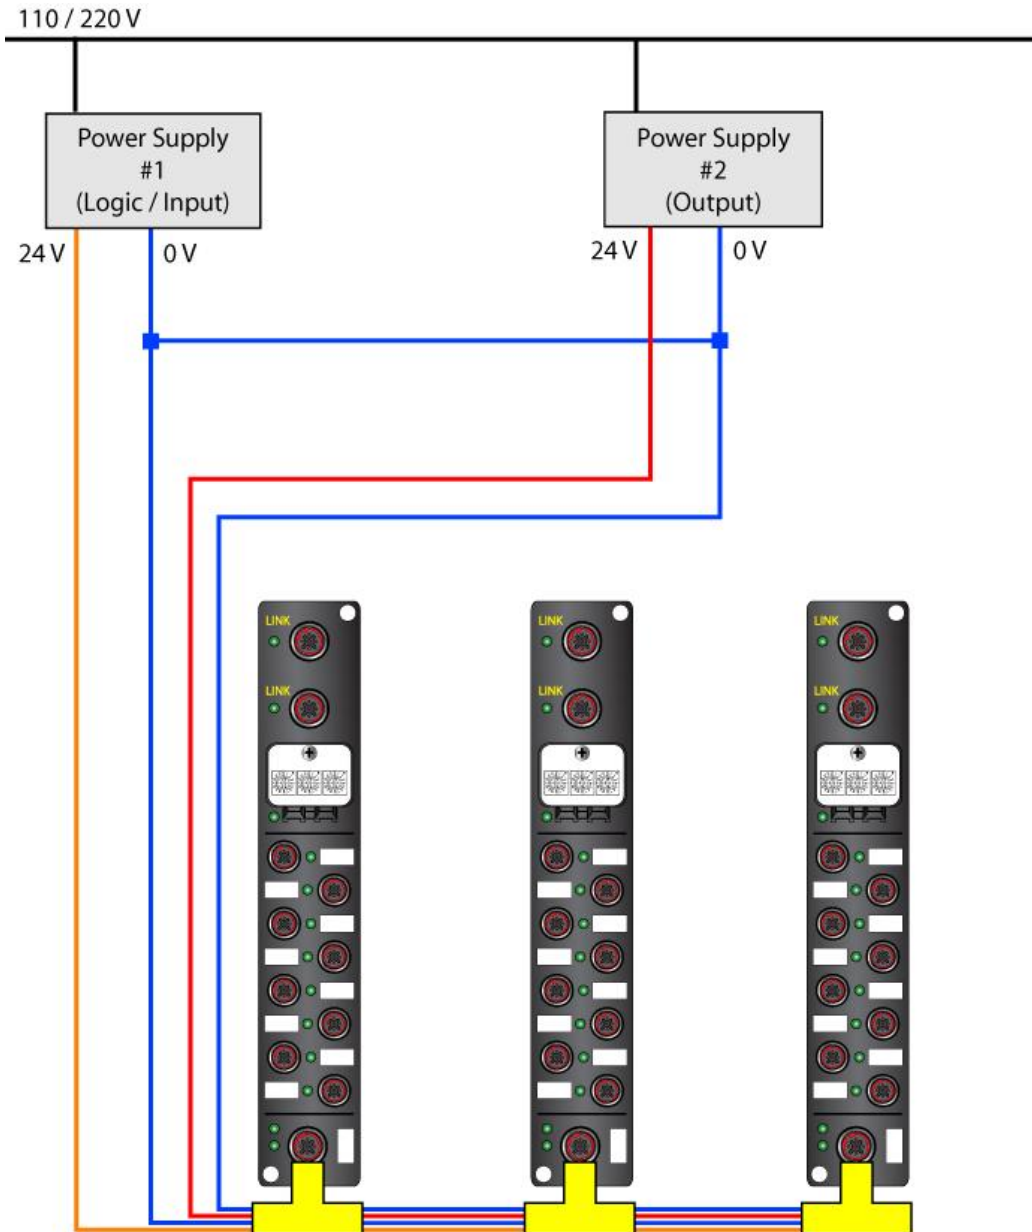 110 / 220 V
Power Supply
#1
(Logic / Input)
Power Supply
#2
(Output)
24 V
0 V
24 V
0 V
LINK
LINK
LINK
LINK
LINK
LINK